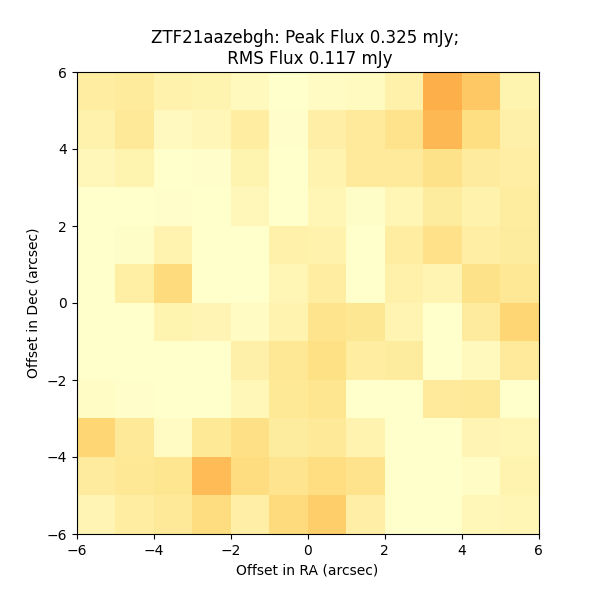 ZTF21aazebgh: Peak Flux 0.325 mJy;
RMS Flux 0.117 mJy
6
4
2
0
−2
−4
−6
Offset in Dec (arcsec)
−6 −4 −2 0 2 4 6
Offset in RA (arcsec)